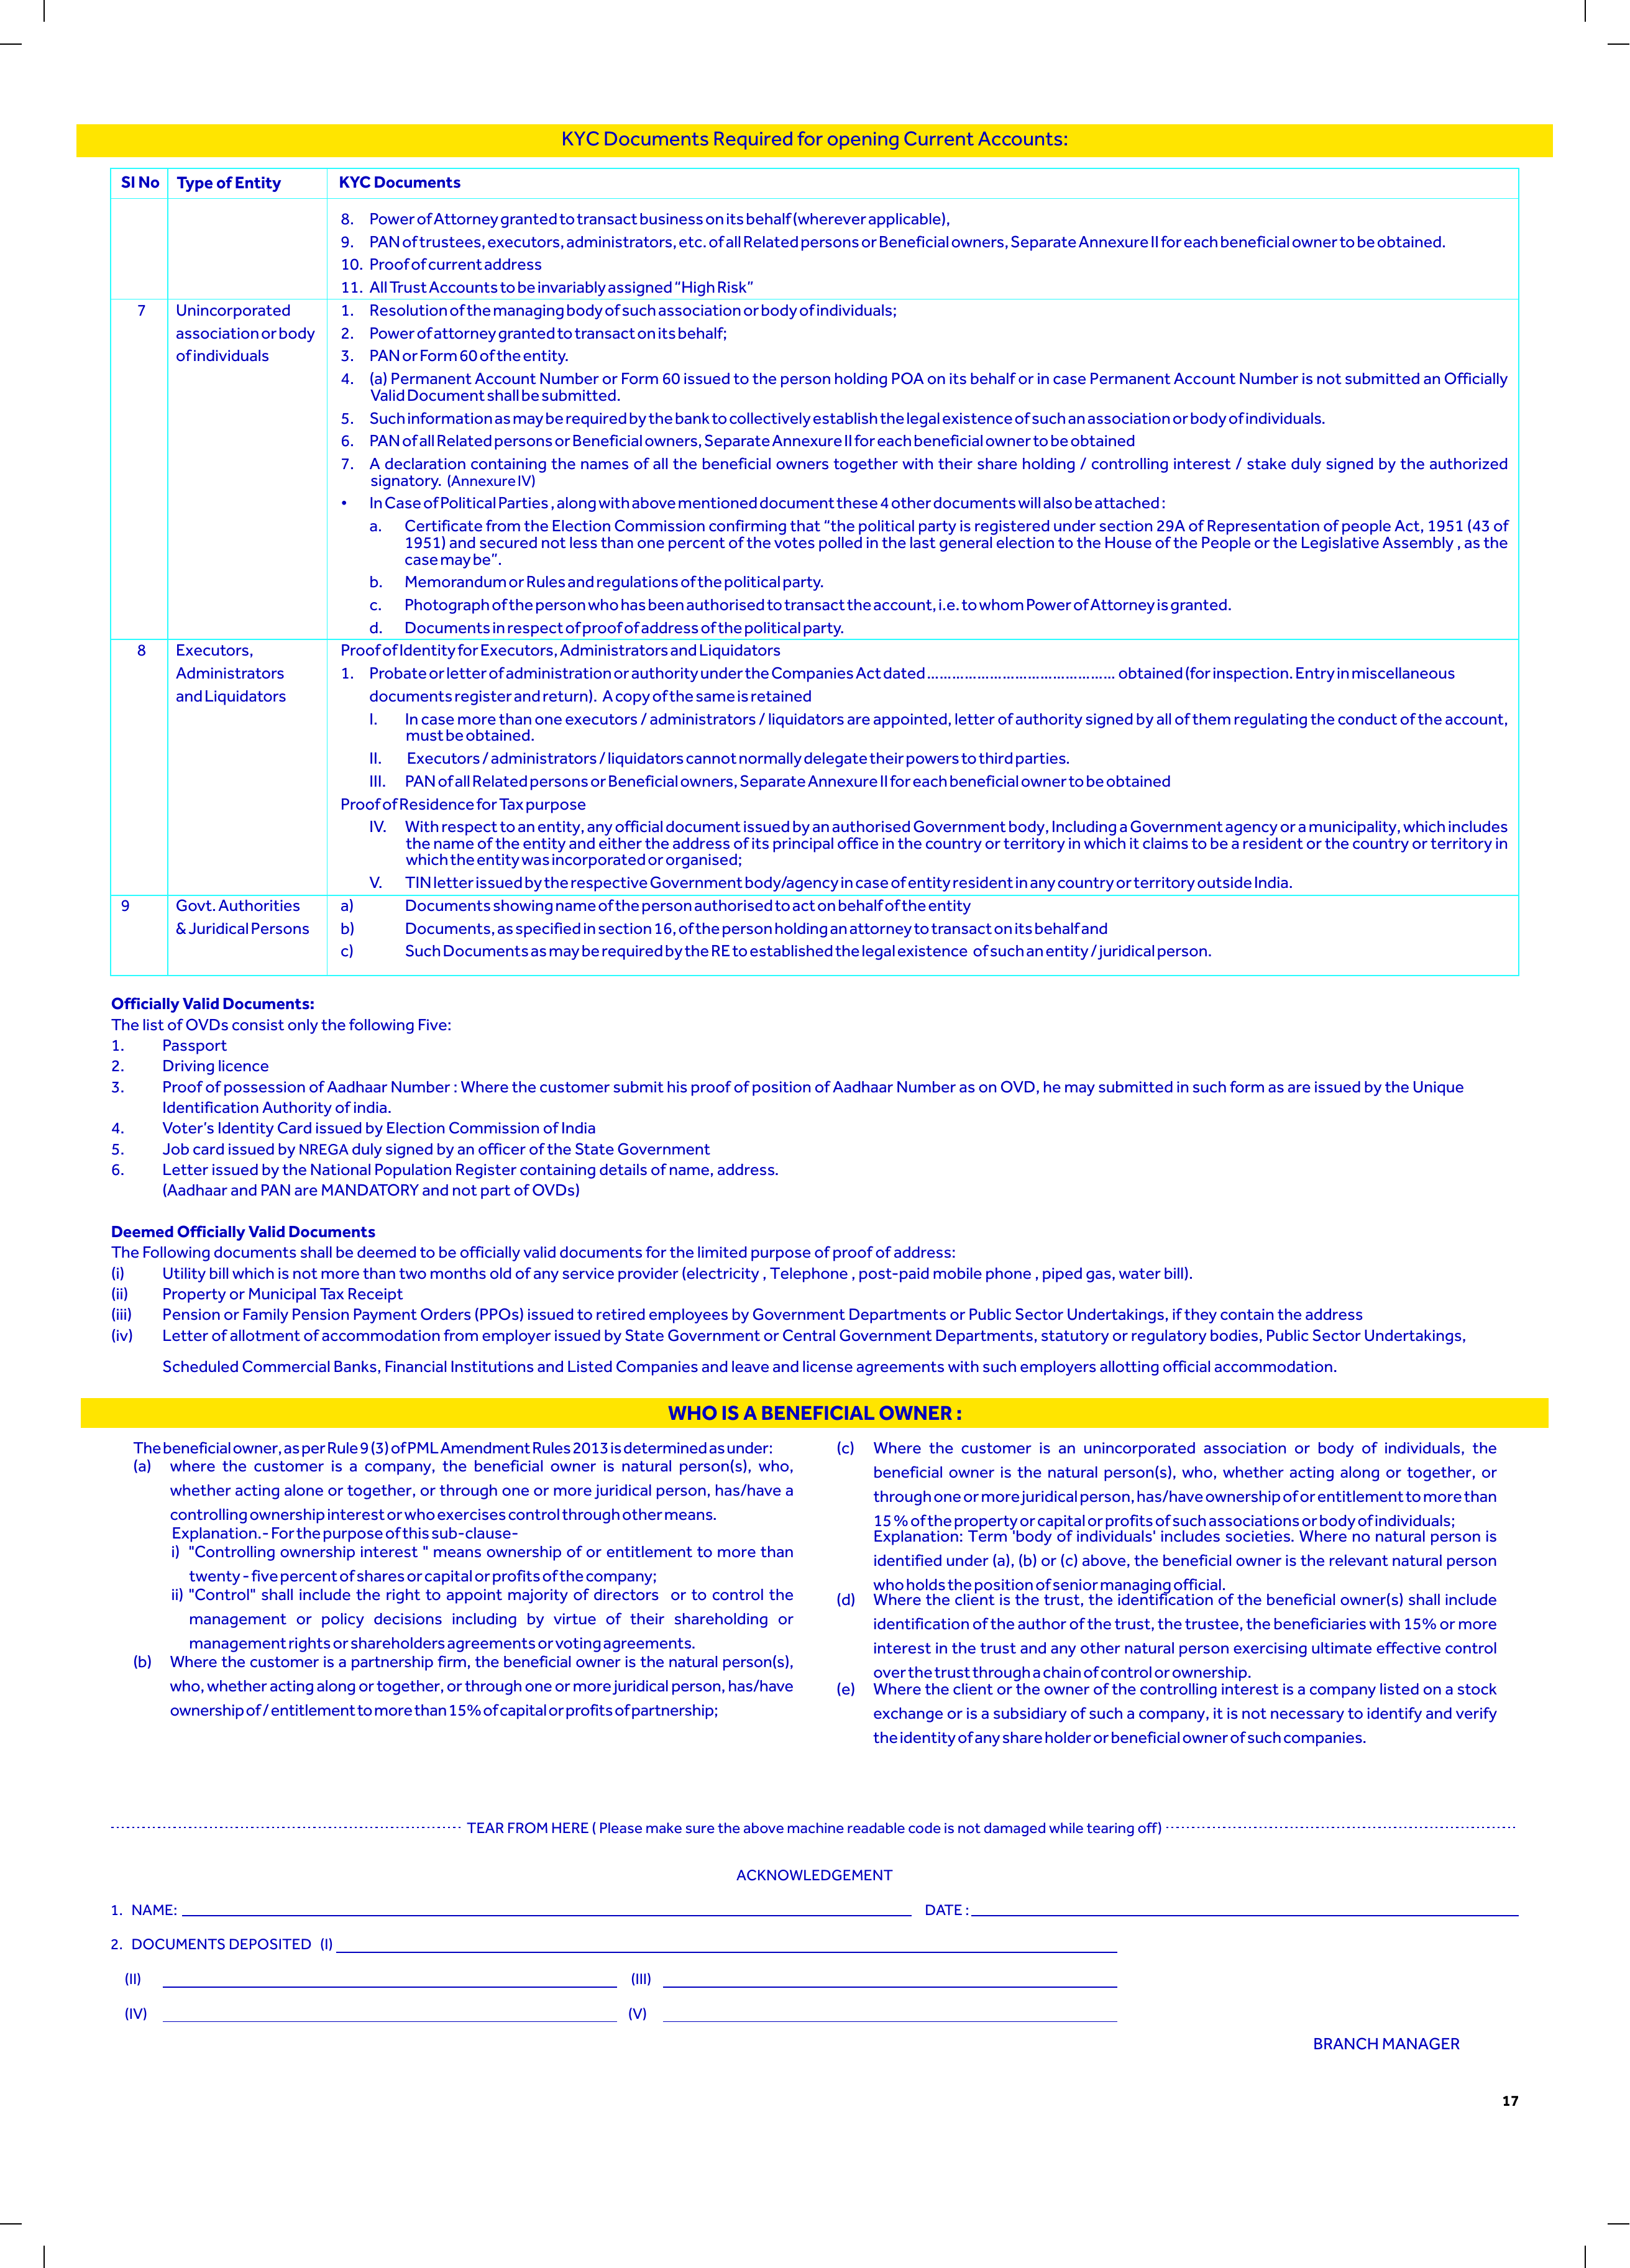 KYC Documents Required for opening Current Accounts:
Sl No Type of Entity KYC Documents
8. Power of Attorney granted to transact business on its behalf (wherever applicable),
9. PAN of trustees, executors, administrators, etc. of all Related persons or Beneficial owners, Separate Annexure II for each beneficial owner to be obtained.
10. Proof of current address
11. All Trust Accounts to be invariably assigned “High Risk”
7 Unincorporated
association or body
of individuals
1. Resolution of the managing body of such association or body of individuals;
2. Power of attorney granted to transact on its behalf;
3. PAN or Form 60 of the entity.
4. (a) Permanent Account Number or Form 60 issued to the person holding POA on its behalf or in case Permanent Account Number is not submitted an Officially
Valid Document shall be submitted.
5. Such information as may be required by the bank to collectively establish the legal existence of such an association or body of individuals.
6. PAN of all Related persons or Beneficial owners, Separate Annexure II for each beneficial owner to be obtained
7. A declaration containing the names of all the beneficial owners together with their share holding / controlling interest / stake duly signed by the authorized
signatory. (Annexure IV)
• In Case of Political Parties , along with above mentioned document these 4 other documents will also be attached :
a. Certificate from the Election Commission confirming that “the political party is registered under section 29A of Representation of people Act, 1951 (43 of
1951) and secured not less than one percent of the votes polled in the last general election to the House of the People or the Legislative Assembly , as the
case may be”.
b. Memorandum or Rules and regulations of the political party.
c. Photograph of the person who has been authorised to transact the account, i.e. to whom Power of Attorney is granted.
d. Documents in respect of proof of address of the political party.
8 Executors,
Administrators
and Liquidators
Proof of Identity for Executors, Administrators and Liquidators
1. Probate or letter of administration or authority under the Companies Act dated ............................................. obtained (for inspection. Entry in miscellaneous
documents register and return). A copy of the same is retained
I. In case more than one executors / administrators / liquidators are appointed, letter of authority signed by all of them regulating the conduct of the account,
must be obtained.
II. Executors / administrators / liquidators cannot normally delegate their powers to third parties.
III. PAN of all Related persons or Beneficial owners, Separate Annexure II for each beneficial owner to be obtained
Proof of Residence for Tax purpose
IV. With respect to an entity, any official document issued by an authorised Government body, Including a Government agency or a municipality, which includes
the name of the entity and either the address of its principal office in the country or territory in which it claims to be a resident or the country or territory in
which the entity was incorporated or organised;
V. TIN letter issued by the respective Government body/agency in case of entity resident in any country or territory outside India.
9 Govt. Authorities
& Juridical Persons
a) Documents showing name of the person authorised to act on behalf of the entity
b) Documents, as specified in section 16, of the person holding an attorney to transact on its behalf and
c) Such Documents as may be required by the RE to established the legal existence of such an entity / juridical person.
Officially Valid Documents:
The list of OVDs consist only the following Five:
1. Passport
2. Driving licence
3. Proof of possession of Aadhaar Number : Where the customer submit his proof of position of Aadhaar Number as on OVD, he may submitted in such form as are issued by the Unique
Identification Authority of india.
4. Voter’s Identity Card issued by Election Commission of India
5. Job card issued by NREGA duly signed by an officer of the State Government
6. Letter issued by the National Population Register containing details of name, address.
(Aadhaar and PAN are MANDATORY and not part of OVDs)
Deemed Officially Valid Documents
The Following documents shall be deemed to be officially valid documents for the limited purpose of proof of address:
(i) Utility bill which is not more than two months old of any service provider (electricity , Telephone , post-paid mobile phone , piped gas, water bill).
(ii) Property or Municipal Tax Receipt
(iii) Pension or Family Pension Payment Orders (PPOs) issued to retired employees by Government Departments or Public Sector Undertakings, if they contain the address
(iv) Letter of allotment of accommodation from employer issued by State Government or Central Government Departments, statutory or regulatory bodies, Public Sector Undertakings,
Scheduled Commercial Banks, Financial Institutions and Listed Companies and leave and license agreements with such employers allotting official accommodation.
WHO IS A BENEFICIAL OWNER :
The beneficial owner, as per Rule 9 (3) of PML Amendment Rules 2013 is determined as under:
(a) where the customer is a company, the beneficial owner is natural person(s), who,
whether acting alone or together, or through one or more juridical person, has/have a
controlling ownership interest or who exercises control through other means.
Explanation.- For the purpose of this sub-clause-
i) "Controlling ownership interest " means ownership of or entitlement to more than
twenty - five percent of shares or capital or profits of the company;
ii) "Control" shall include the right to appoint majority of directors or to control the
management or policy decisions including by virtue of their shareholding or
management rights or shareholders agreements or voting agreements.
(b) Where the customer is a partnership firm, the beneficial owner is the natural person(s),
who, whether acting along or together, or through one or more juridical person, has/have
ownership of / entitlement to more than 15% of capital or profits of partnership;
(c) Where the customer is an unincorporated association or body of individuals, the
beneficial owner is the natural person(s), who, whether acting along or together, or
through one or more juridical person, has/have ownership of or entitlement to more than
15 % of the property or capital or profits of such associations or body of individuals;
Explanation: Term 'body of individuals' includes societies. Where no natural person is
identified under (a), (b) or (c) above, the beneficial owner is the relevant natural person
who holds the position of senior managing official.
(d) Where the client is the trust, the identification of the beneficial owner(s) shall include
identification of the author of the trust, the trustee, the beneficiaries with 15% or more
interest in the trust and any other natural person exercising ultimate effective control
over the trust through a chain of control or ownership.
(e) Where the client or the owner of the controlling interest is a company listed on a stock
exchange or is a subsidiary of such a company, it is not necessary to identify and verify
the identity of any share holder or beneficial owner of such companies.
TEAR FROM HERE ( Please make sure the above machine readable code is not damaged while tearing off)
ACKNOWLEDGEMENT
1. NAME: DATE :
2. DOCUMENTS DEPOSITED (I)
(II) (III)
(IV) (V)
BRANCH MANAGER
17